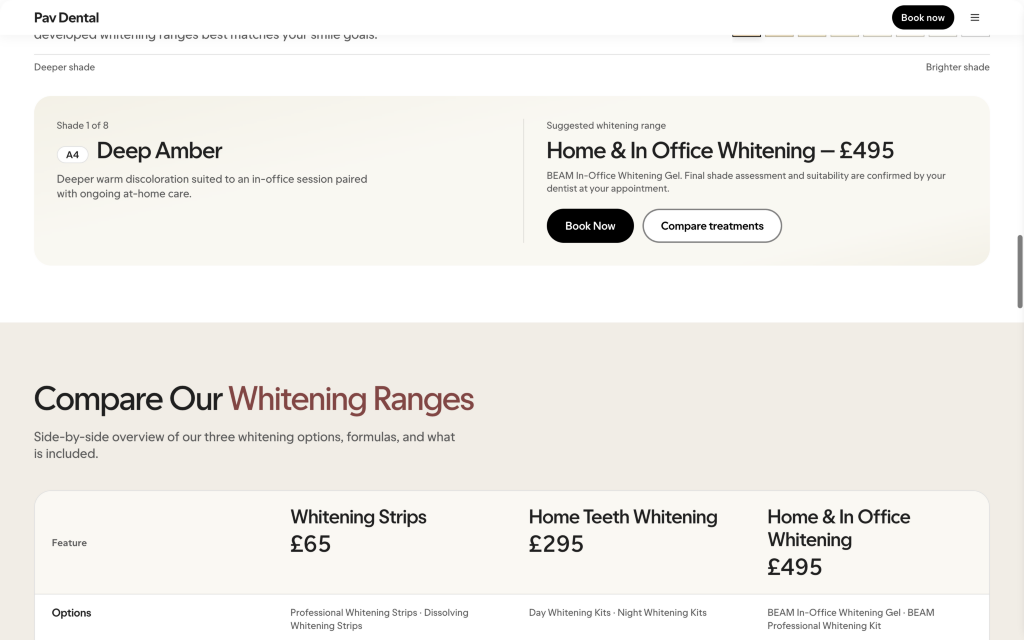 Pav Dental
Book now
developed whitening ranges best matches your smile goals.
Deeper shade
Brighter shade
Shade 1 of 8
A4 Deep Amber
Deeper warm discoloration suited to an in-office session paired
with ongoing at-home care.
Suggested whitening range
Home & In Office Whitening – £495
BEAM In-Office Whitening Gel. Final shade assessment and suitability are confirmed by your
dentist at your appointment.
Book Now
Compare treatments
Compare Our Whitening Ranges
Side-by-side overview of our three whitening options, formulas, and what
is included.
Feature
Whitening Strips
£65
Home Teeth Whitening
£295
Home & In Office
Whitening
£495
Options
Professional Whitening Strips · Dissolving
Whitening Strips
Day Whitening Kits · Night Whitening Kits
BEAM In-Office Whitening Gel · BEAM
Professional Whitening Kit